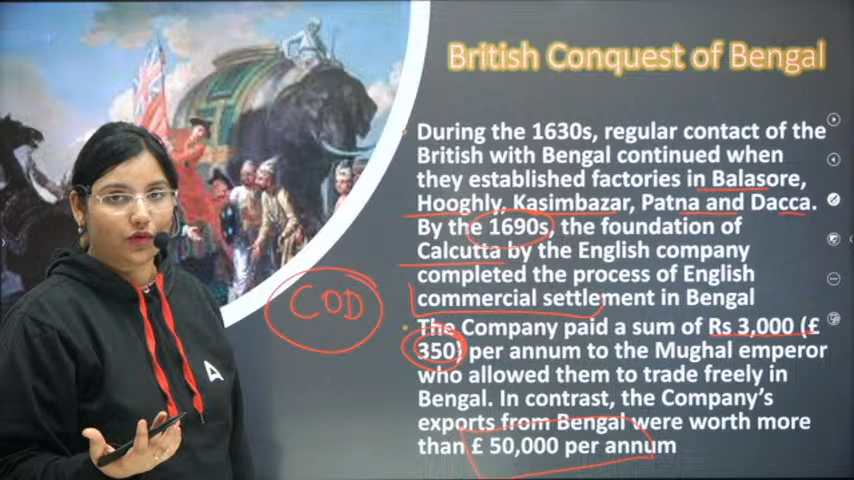 British Conquest of Bengal
During the 1630s, regular contact of the
British with Bengal continued when
they established factories in Balasore,
Hooghly, Kasimbazar, Patna and Dacca.
By the 1690s, the foundation of
Calcutta by the English company
completed the process of English
commercial settlement in Bengal
COD
The Company paid a sum of Rs 3,000 (£
350) per annum to the Mughal emperor
who allowed them to trade freely in
Bengal. In contrast, the Company's
exports from Bengal were worth more
than £ 50,000 per annum